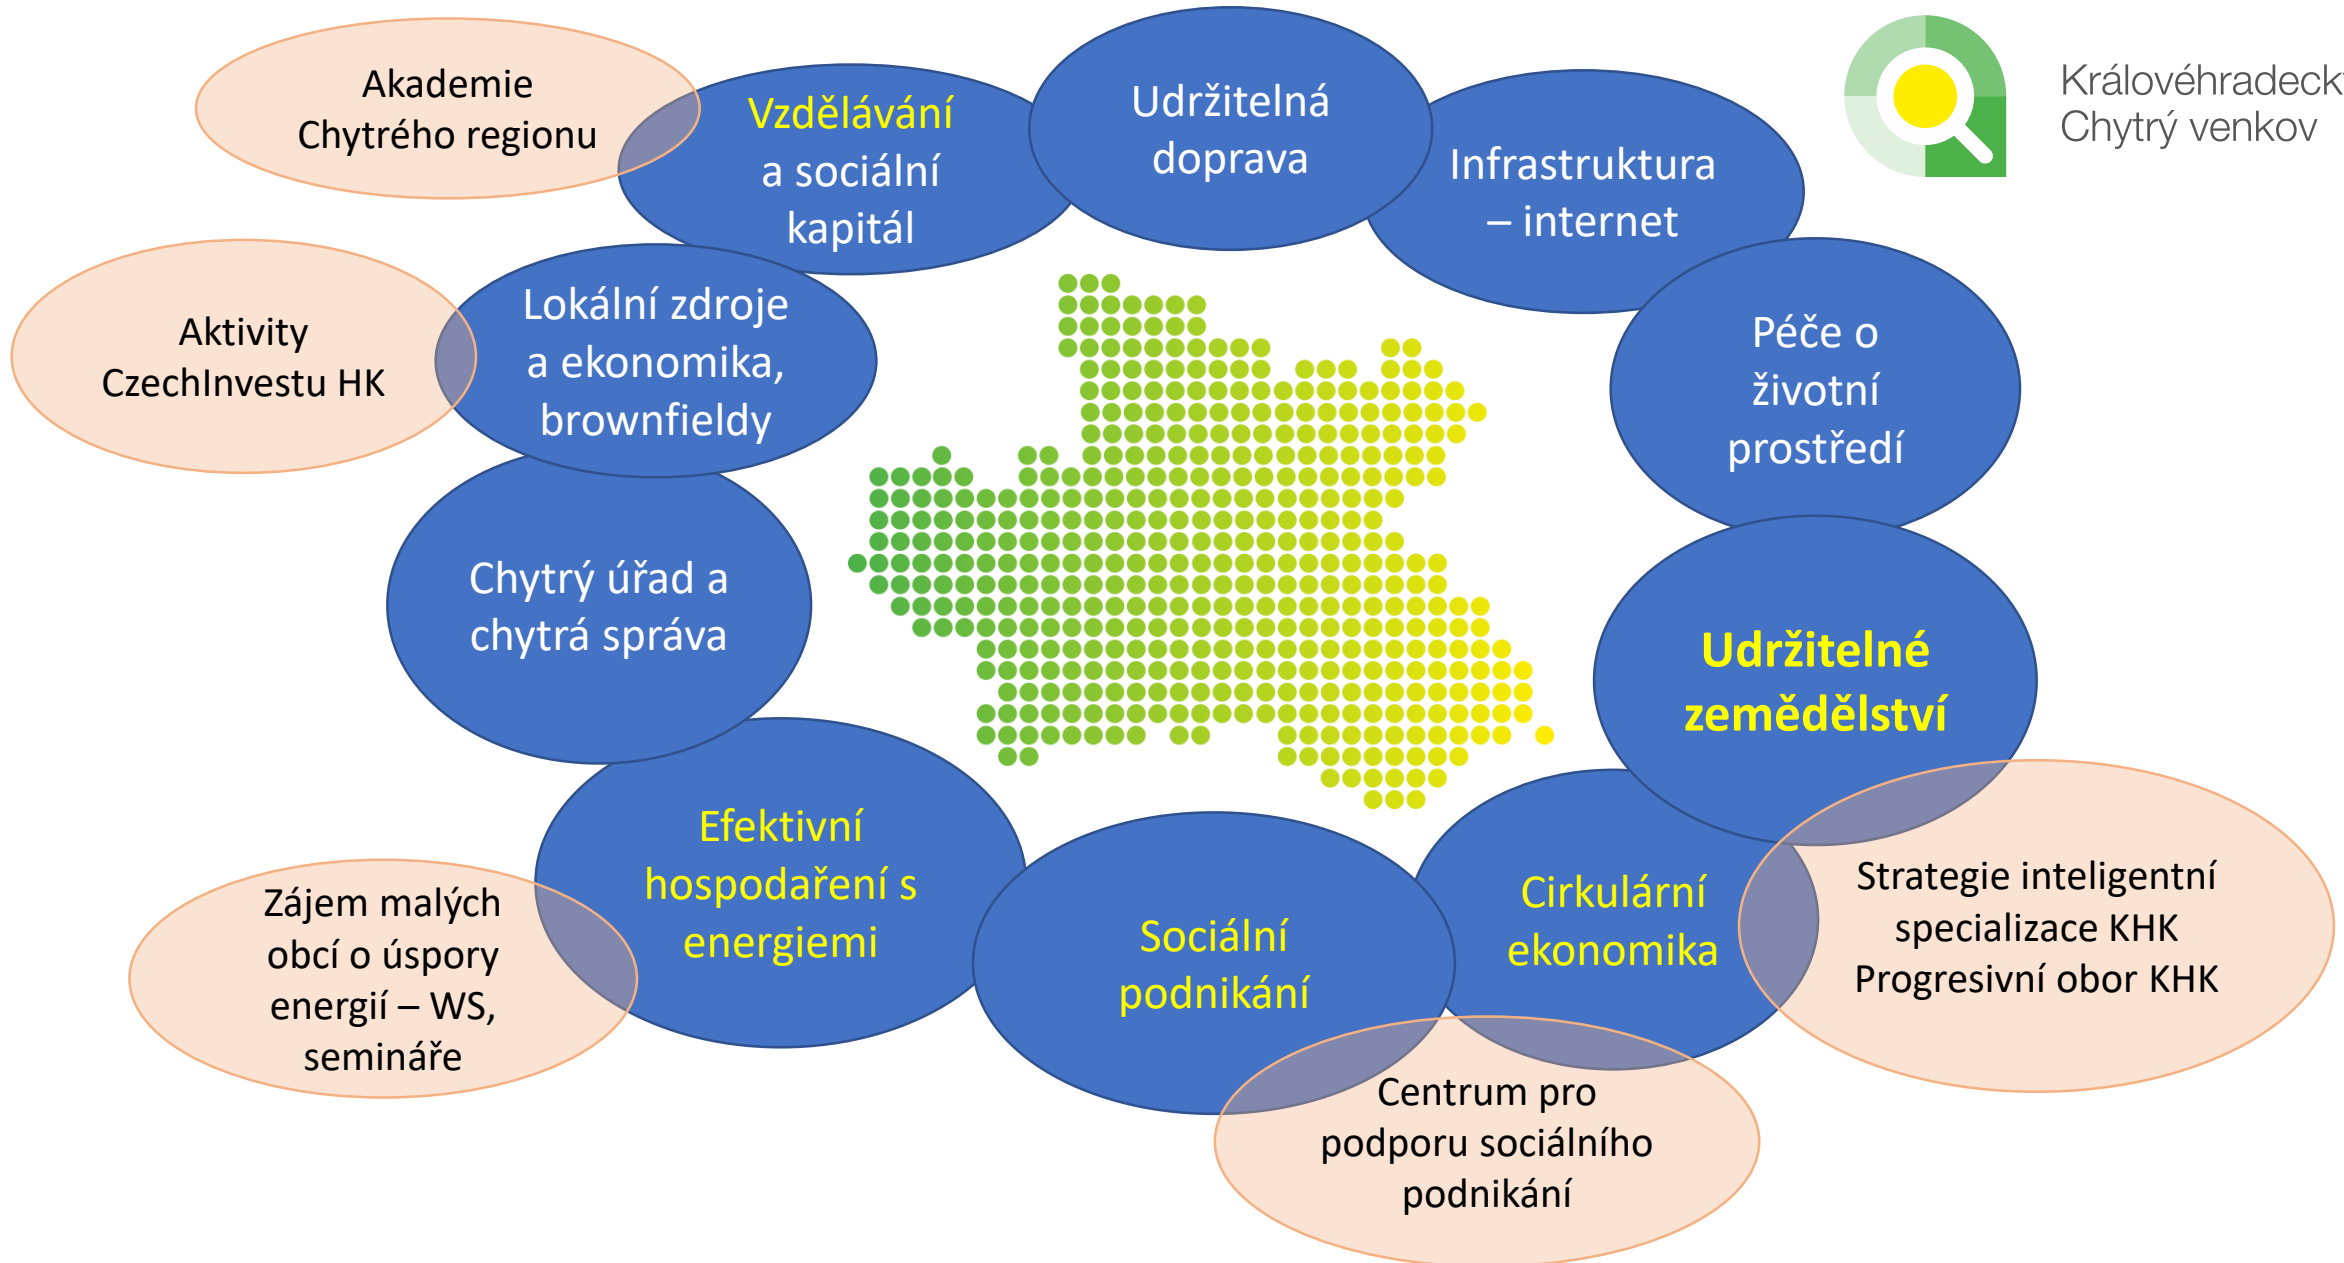 Akademie
Chytrého regionu
Vzdělávání
a sociální
kapitál
Udržitelná
doprava
Infrastruktura
– internet
Chytrý venkov
Aktivity
CzechInvestu HK
Lokální zdroje
a ekonomika,
brownfieldy
Péče o
životní
prostředí
Chytrý úřad a
chytrá správa
Udržitelné
zemědělství
Efektivní
hospodaření s
energiemi
Sociální
podnikání
Cirkulární
ekonomika
Strategie inteligentní
specializace KHK
Progresivní obor KHK
Zájem malých
obcí o úspory
energií – WS,
semináře
Centrum pro
podporu sociálního
podnikání